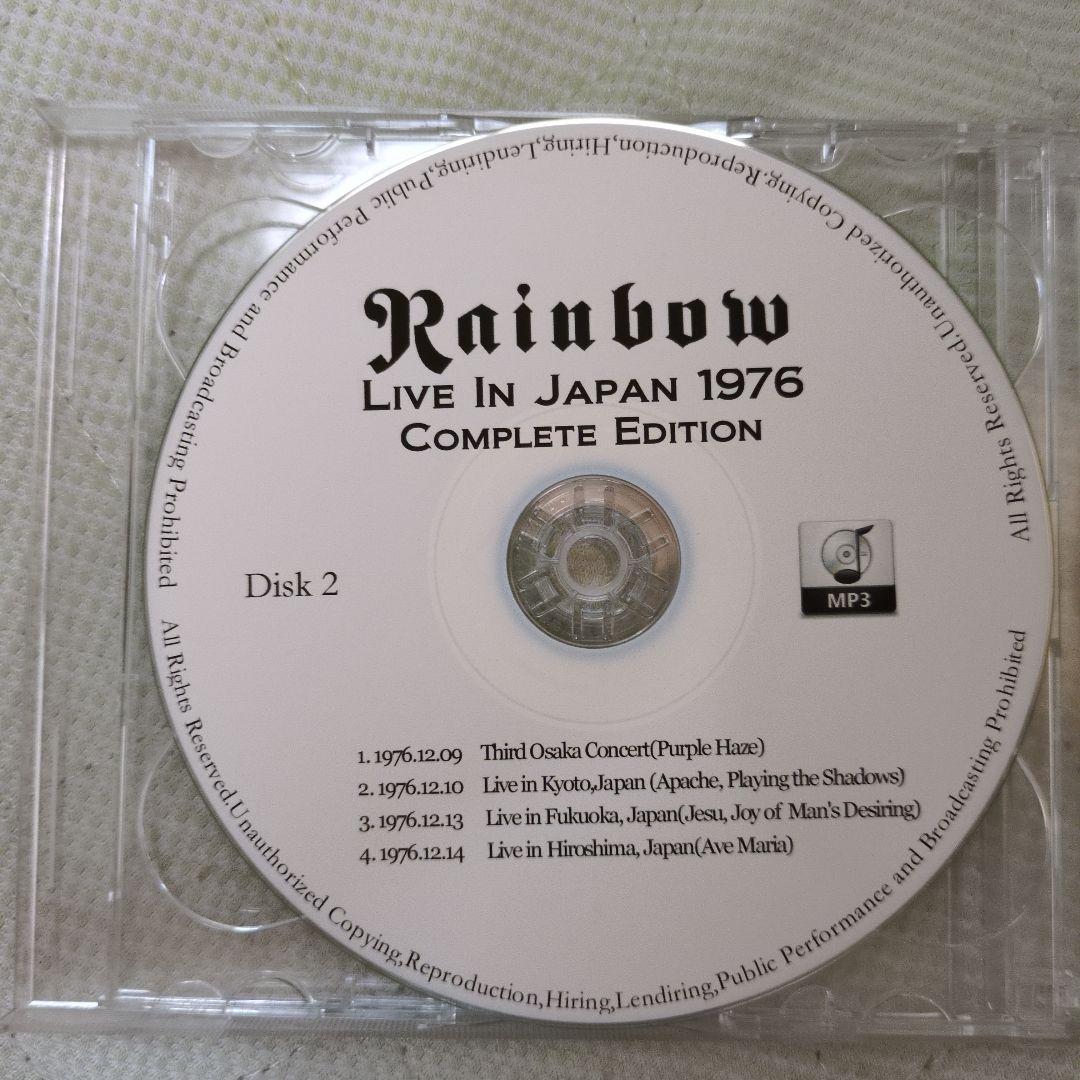 Rainbow
LIVE IN JAPAN 1976
COMPLETE EDITION
Disk 2
MP3
1. 1976.12.09 Third Osaka Concert(Purple Haze)
2. 1976.12.10 Live in Kyoto,Japan (Apache, Playing the Shadows)
3. 1976.12.13 Live in Fukuoka, Japan(Jesu, Joy of Man's Desiring)
4. 1976.12.14 Live in Hiroshima, Japan(Ave Maria)
All Rights Reserved.Unauthorized Copying,Reproduction,Hiring,Lendiring,Public Performance and Broadcasting Prohibited
All Rights Reserved.Unauthorized Copying.Reproduction,Hiring,Lendiring,Public Performance and Broadcasting Prohibited